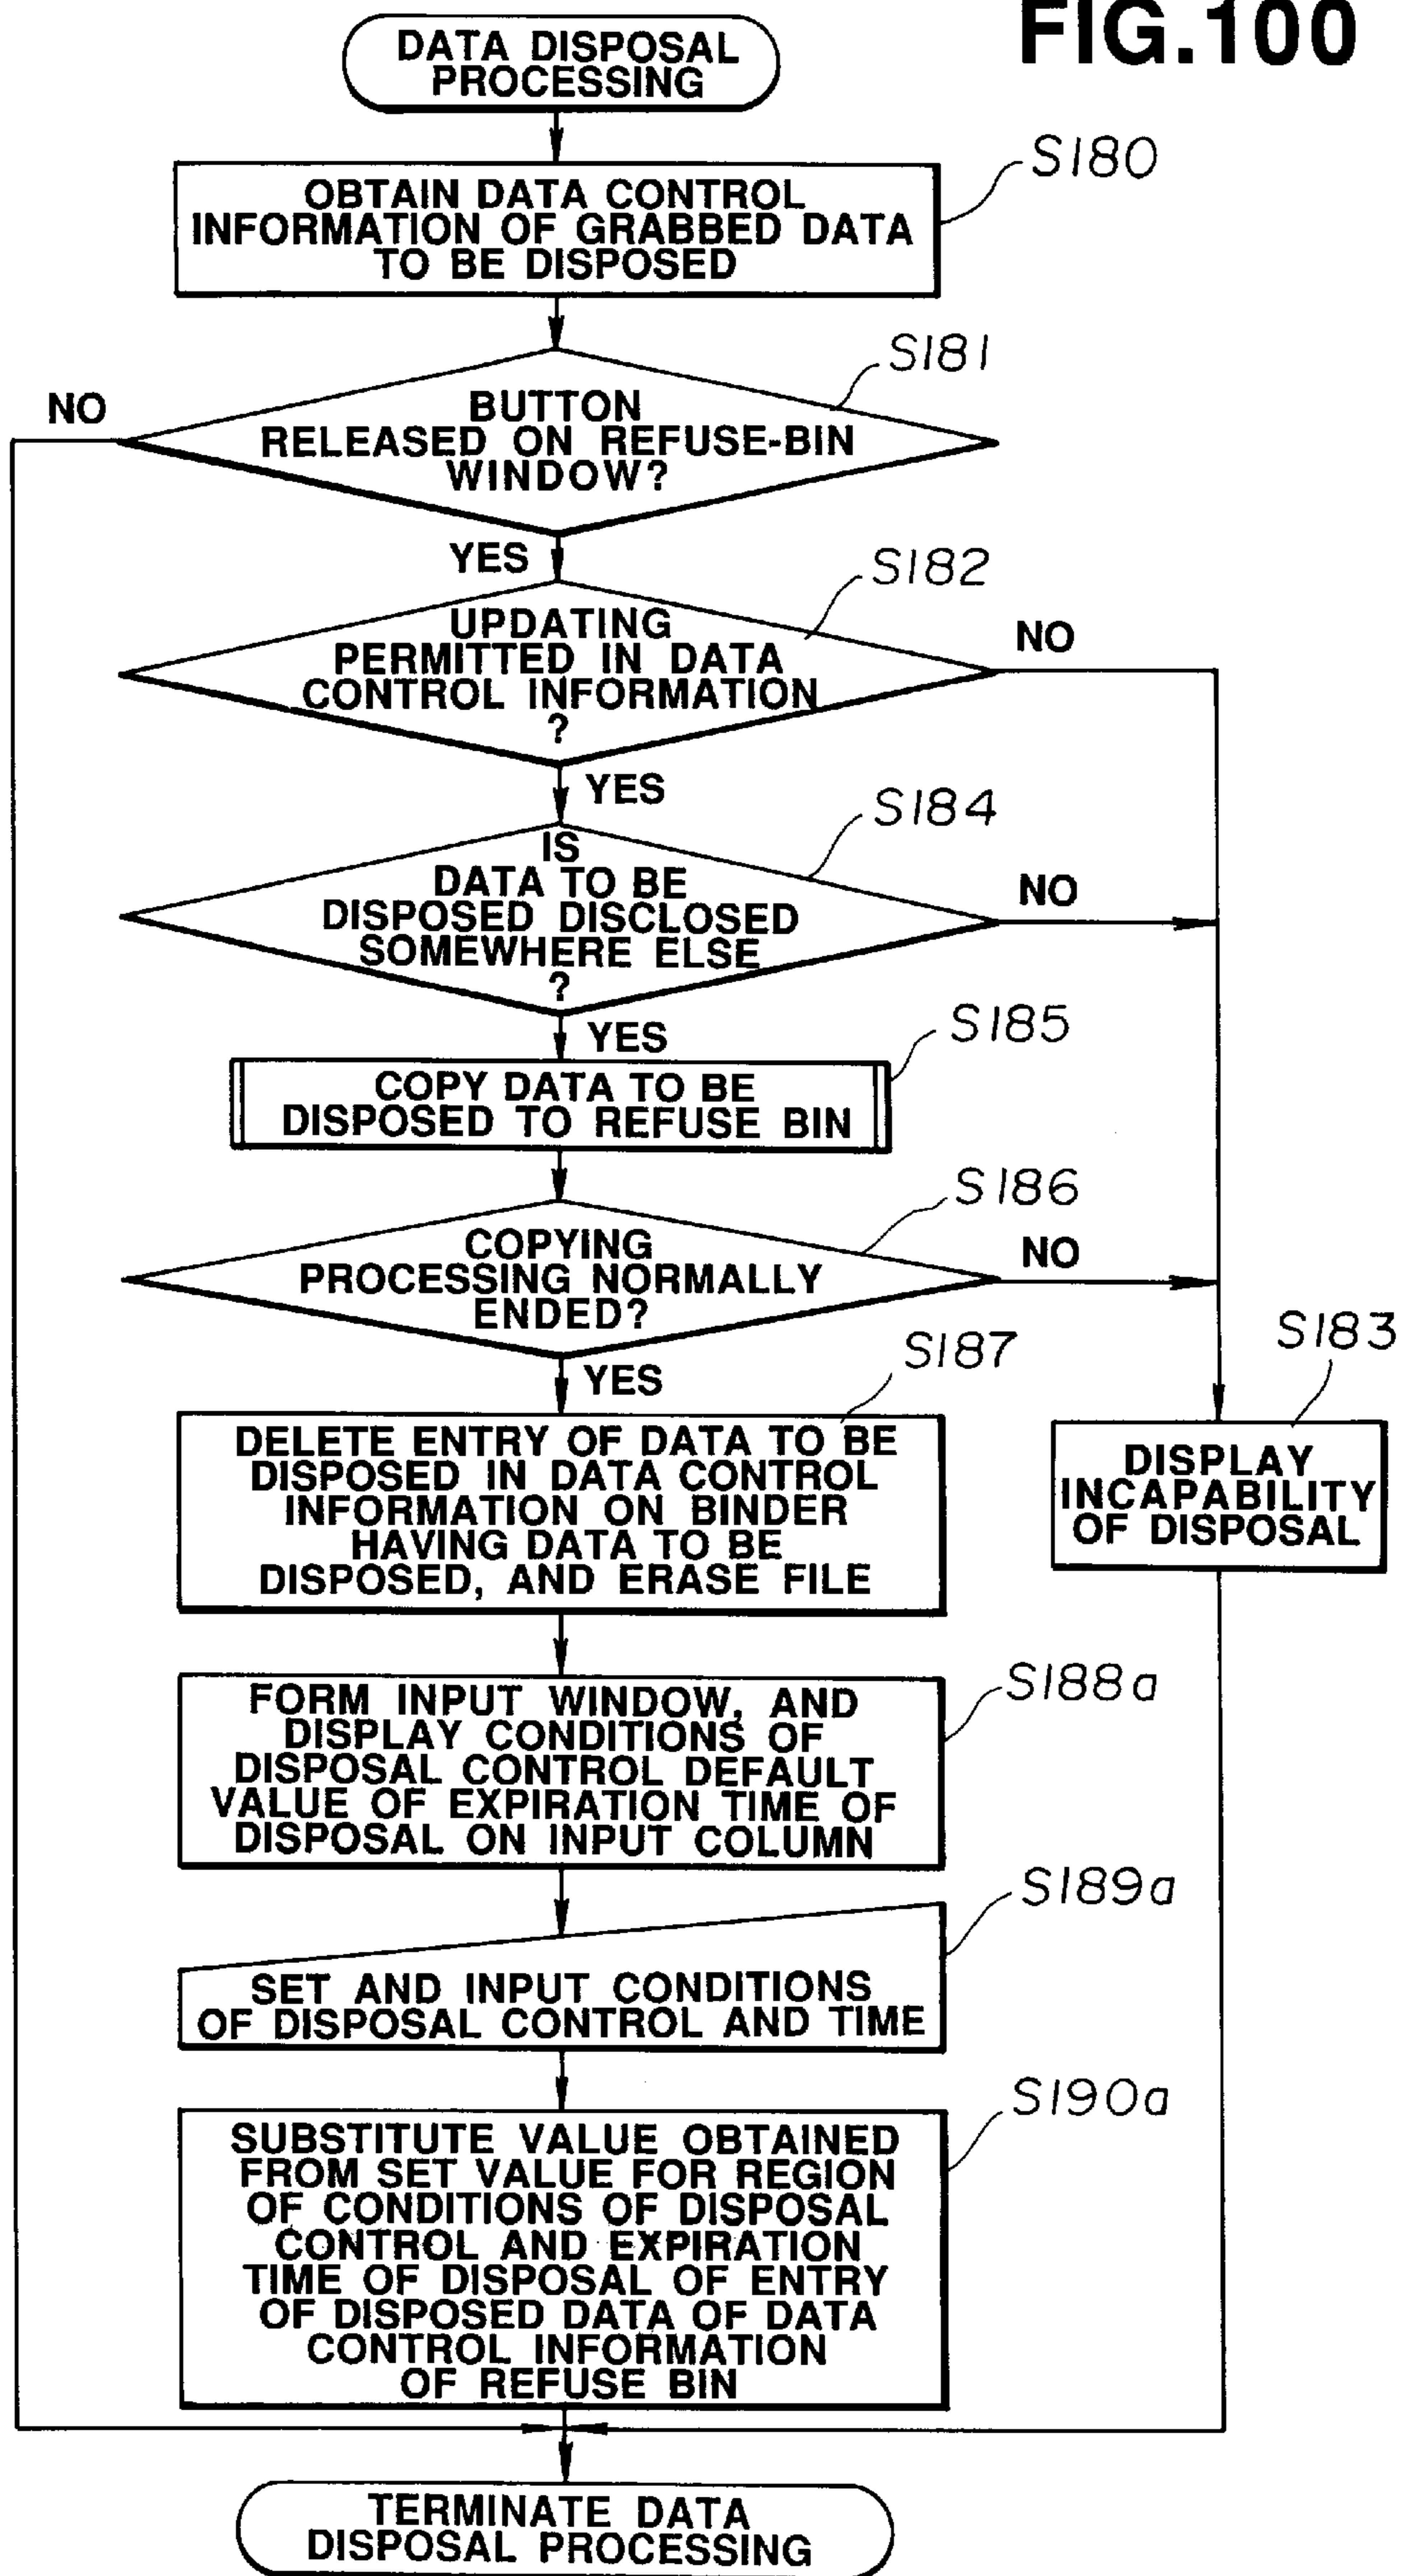 FIG.100
DATA DISPOSAL
PROCESSING
S180
OBTAIN DATA CONTROL
INFORMATION OF GRABBED DATA
TO BE DISPOSED
S181
NO
BUTTON
RELEASED ON REFUSE-BIN
WINDOW?
YES
S182
UPDATING
PERMITTED IN DATA
CONTROL INFORMATION
?
NO
YES
S184
IS
DATA TO BE
DISPOSED DISCLOSED
SOMEWHERE ELSE
?
NO
YES
S185
COPY DATA TO BE
DISPOSED TO REFUSE BIN
S186
COPYING
PROCESSING NORMALLY
ENDED?
NO
YES
S187
DELETE ENTRY OF DATA TO BE
DISPOSED IN DATA CONTROL
INFORMATION ON BINDER
HAVING DATA TO BE
DISPOSED, AND ERASE FILE
S183
DISPLAY
INCAPABILITY
OF DISPOSAL
S188a
FORM INPUT WINDOW, AND
DISPLAY CONDITIONS OF
DISPOSAL CONTROL DEFAULT
VALUE OF EXPIRATION TIME OF
DISPOSAL ON INPUT COLUMN
S189a
SET AND INPUT CONDITIONS
OF DISPOSAL CONTROL AND TIME
S190a
SUBSTITUTE VALUE OBTAINED
FROM SET VALUE FOR REGION
OF CONDITIONS OF DISPOSAL
CONTROL AND EXPIRATION
TIME OF DISPOSAL OF ENTRY
OF DISPOSED DATA OF DATA
CONTROL INFORMATION
OF REFUSE BIN
TERMINATE DATA
DISPOSAL PROCESSING